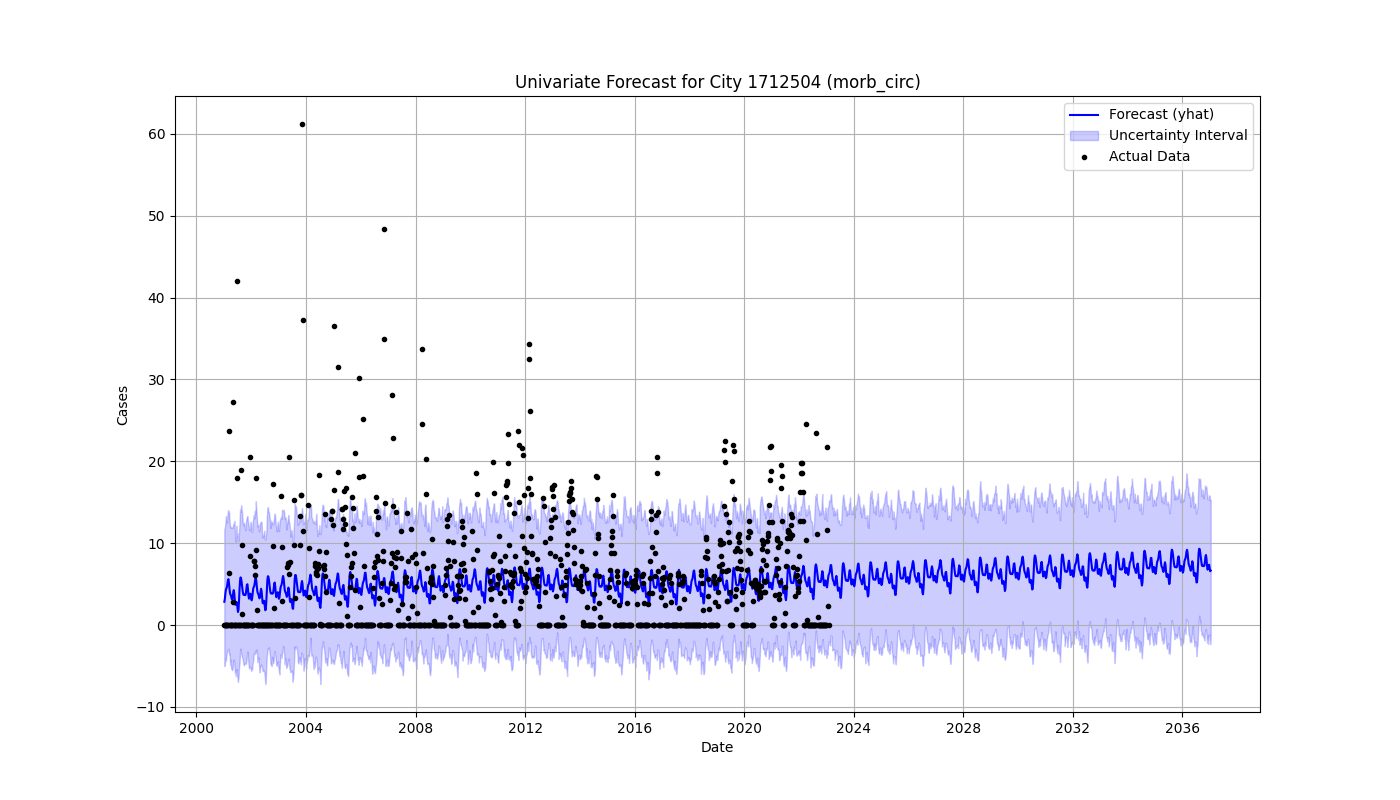 Univariate Forecast for City 1712504 (morb_circ)
Forecast (yhat)
Uncertainty Interval
Actual Data
Cases
60
50
40
30
20
10
0
−10
2000 2004 2008 2012 2016 2020 2024 2028 2032 2036
Date